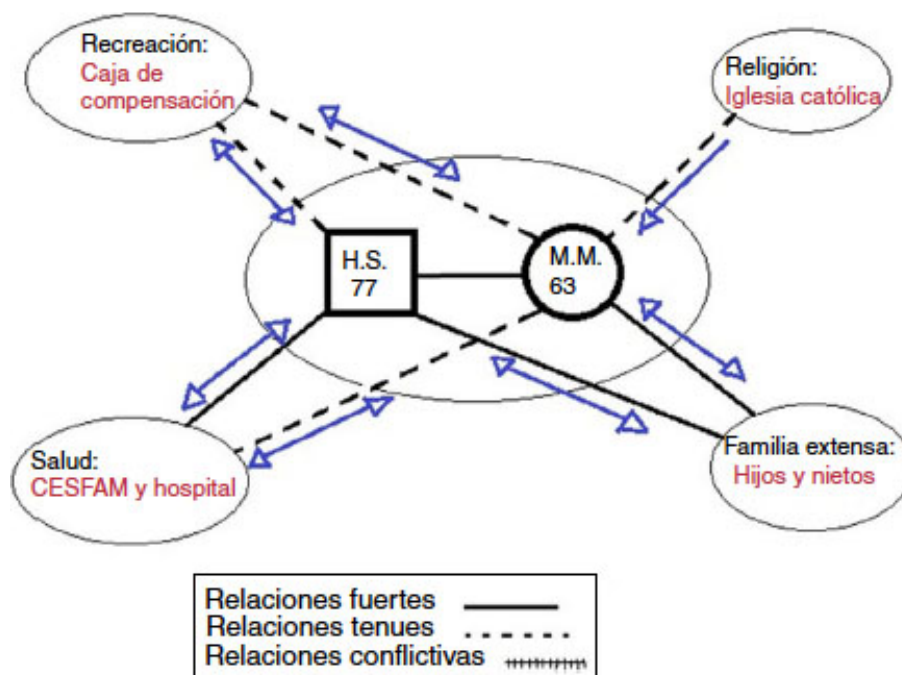 Recreación:
Caja de
compensación
Religión:
Iglesia católica
H.S.
77
M.M.
63
Salud:
CESFAM y hospital
Familia extensa:
Hijos y nietos
Relaciones fuertes
Relaciones tenues
Relaciones conflictivas